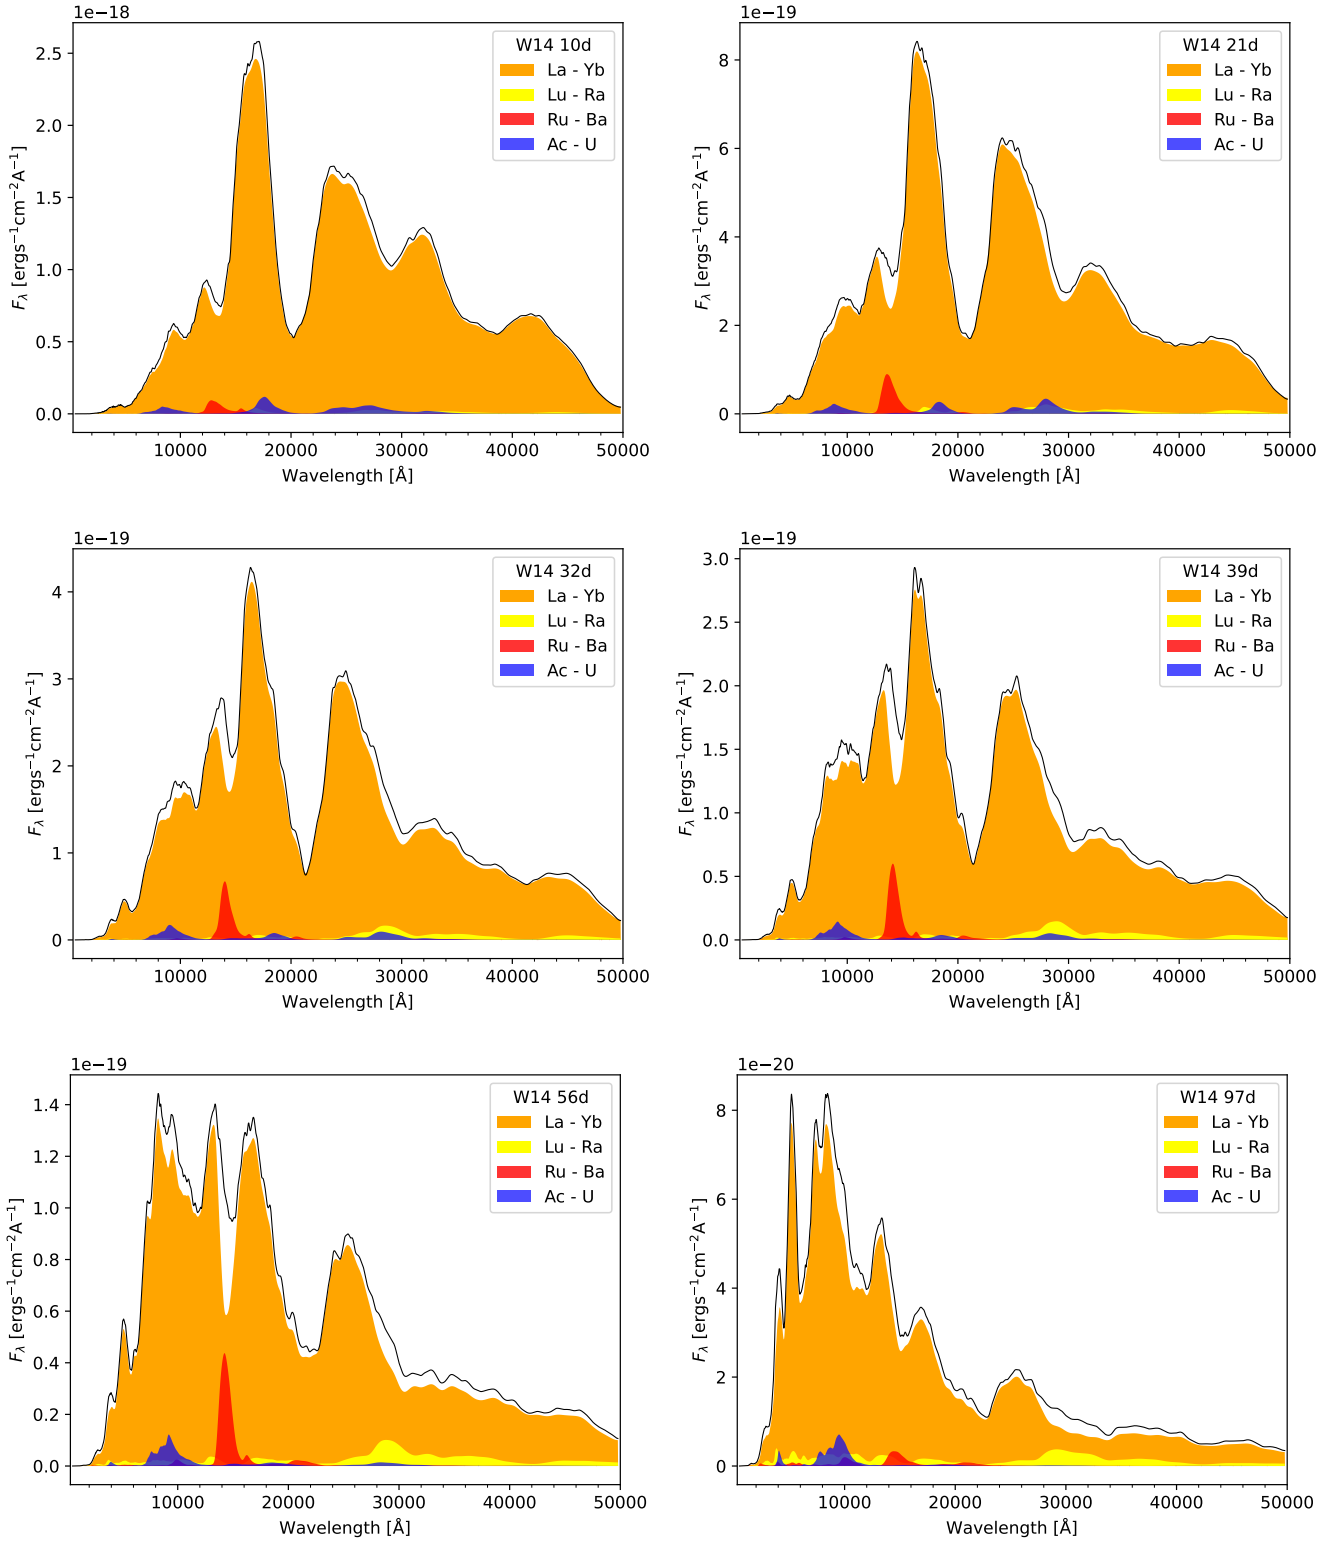 1e−18
W14 10d
La - Yb
Lu - Ra
Ru - Ba
Ac - U
2.5
2.0
1.5
1.0
0.5
0.0
F_λ [ergs⁻¹cm⁻²A⁻¹]
10000 20000 30000 40000 50000
Wavelength [Å]
1e−19
W14 21d
La - Yb
Lu - Ra
Ru - Ba
Ac - U
8
6
4
2
0
F_λ [ergs⁻¹cm⁻²A⁻¹]
10000 20000 30000 40000 50000
Wavelength [Å]
1e−19
W14 32d
La - Yb
Lu - Ra
Ru - Ba
Ac - U
4
3
2
1
0
F_λ [ergs⁻¹cm⁻²A⁻¹]
10000 20000 30000 40000 50000
Wavelength [Å]
1e−19
W14 39d
La - Yb
Lu - Ra
Ru - Ba
Ac - U
3.0
2.5
2.0
1.5
1.0
0.5
0.0
F_λ [ergs⁻¹cm⁻²A⁻¹]
10000 20000 30000 40000 50000
Wavelength [Å]
1e−19
W14 56d
La - Yb
Lu - Ra
Ru - Ba
Ac - U
1.4
1.2
1.0
0.8
0.6
0.4
0.2
0.0
F_λ [ergs⁻¹cm⁻²A⁻¹]
10000 20000 30000 40000 50000
Wavelength [Å]
1e−20
W14 97d
La - Yb
Lu - Ra
Ru - Ba
Ac - U
8
6
4
2
0
F_λ [ergs⁻¹cm⁻²A⁻¹]
10000 20000 30000 40000 50000
Wavelength [Å]